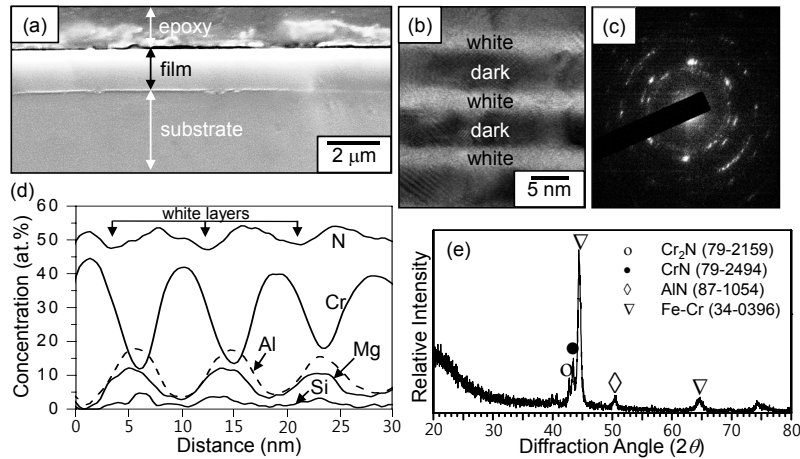 (a)
epoxy
film
substrate
2 μm
(b)
white
dark
white
dark
white
5 nm
(c)
(d)
Concentration (at.%)
60
50
40
30
20
10
0
white layers
N
Cr
Al
Mg
Si
0 5 10 15 20 25 30
Distance (nm)
(e)
Relative Intensity
o Cr₂N (79-2159)
● CrN (79-2494)
◊ AlN (87-1054)
▽ Fe-Cr (34-0396)
20 30 40 50 60 70 80
Diffraction Angle (2θ)